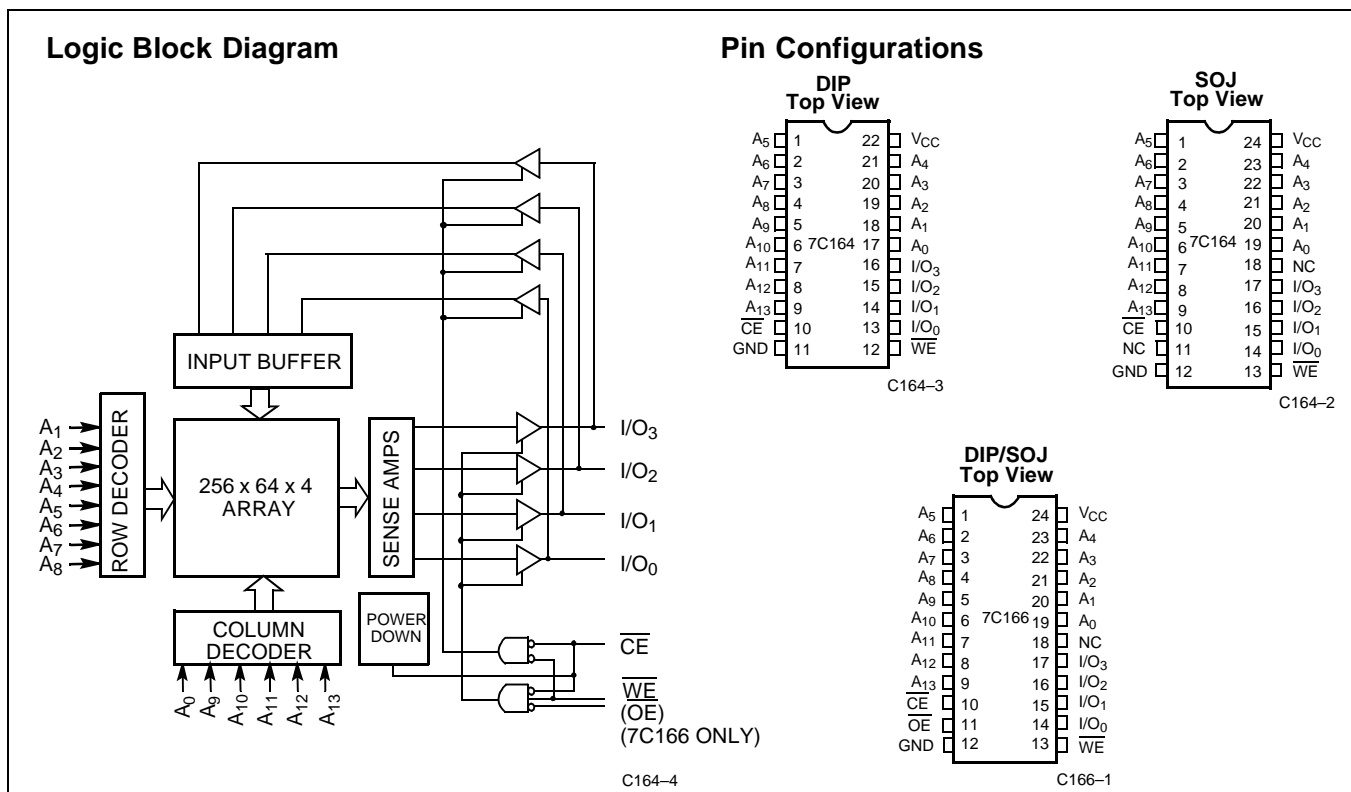 Logic Block Diagram
INPUT BUFFER
A1
A2
A3
A4
A5
A6
A7
A8
ROW DECODER
256 x 64 x 4
ARRAY
SENSE AMPS
I/O3
I/O2
I/O1
I/O0
COLUMN
DECODER
POWER
DOWN
A0
A9
A10
A11
A12
A13
CE
WE
(OE)
(7C166 ONLY)
C164–4
Pin Configurations
DIP
Top View
A5 1 22 VCC
A6 2 21 A4
A7 3 20 A3
A8 4 19 A2
A9 5 18 A1
A10 6 7C164 17 A0
A11 7 16 I/O3
A12 8 15 I/O2
A13 9 14 I/O1
CE 10 13 I/O0
GND 11 12 WE
C164–3
SOJ
Top View
A5 1 24 VCC
A6 2 23 A4
A7 3 22 A3
A8 4 21 A2
A9 5 20 A1
A10 6 7C164 19 A0
A11 7 18 NC
A12 8 17 I/O3
A13 9 16 I/O2
CE 10 15 I/O1
NC 11 14 I/O0
GND 12 13 WE
C164–2
DIP/SOJ
Top View
A5 1 24 VCC
A6 2 23 A4
A7 3 22 A3
A8 4 21 A2
A9 5 20 A1
A10 6 7C166 19 A0
A11 7 18 NC
A12 8 17 I/O3
A13 9 16 I/O2
CE 10 15 I/O1
OE 11 14 I/O0
GND 12 13 WE
C166–1